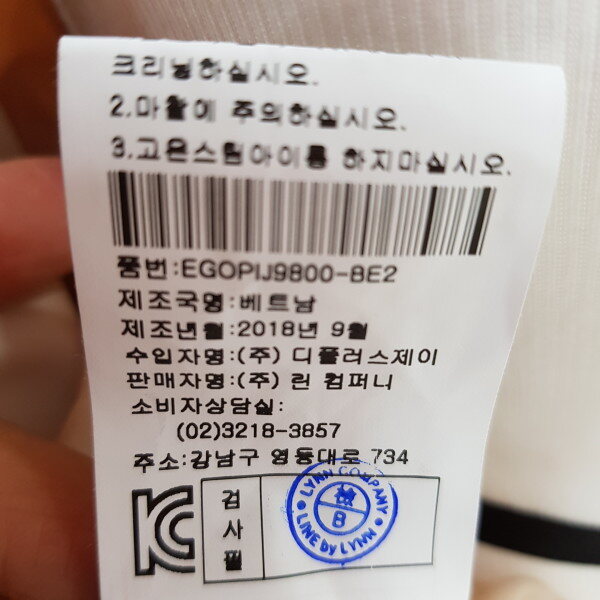 크리닝하실시오.
2.마찰에 주의하실시오.
3.고온스팀아이롱 하지마실시오.
품번:EGOPIJ9800-BE2
제조국명:베트남
제조년월:2018년 9월
수입자명:(주) 디플러스제이
판매자명:(주) 린 컴퍼니
소비자상담실:
(02)3218-3857
주소:강남구 영동대로 734
검사필
LYNN COMPANY
B
LINE by LYNN